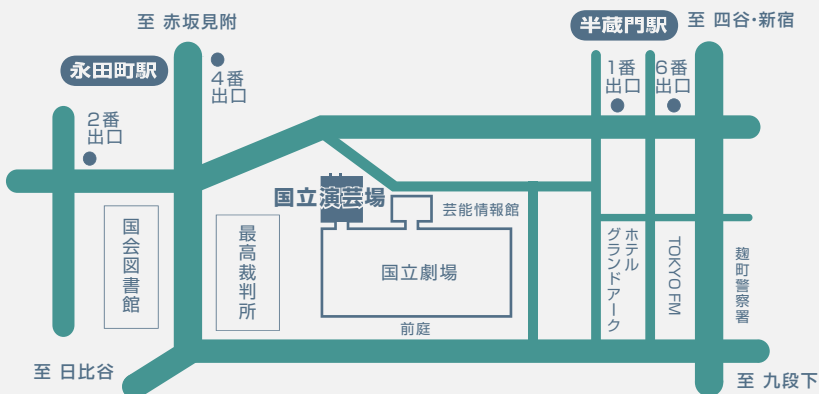 至 赤坂見附
半蔵門駅
至 四谷・新宿
永田町駅
4番
出口
1番
出口
6番
出口
2番
出口
国立演芸場
芸能情報館
国会図書館
最高裁判所
国立劇場
ホテル
グランドアーク
TOKYO FM
麹町警察署
前庭
至 日比谷
至 九段下